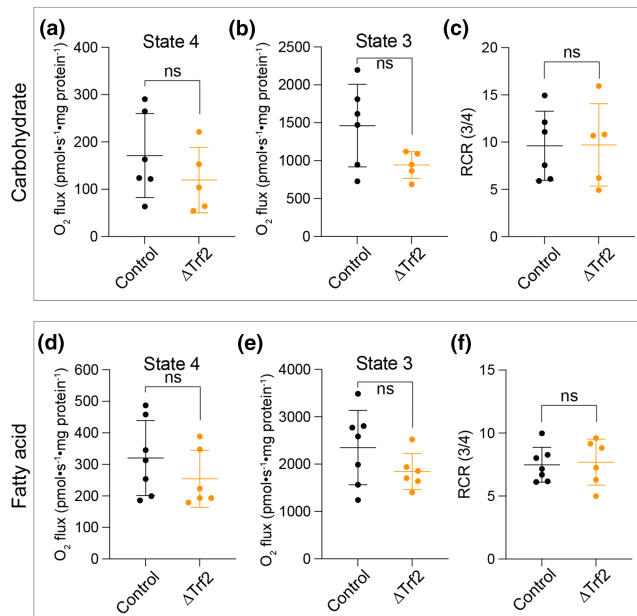 Carbohydrate
(a)
State 4
O₂ flux (pmol•s⁻¹•mg protein⁻¹)
400
300
200
100
0
ns
Control
ΔTrf2
(b)
State 3
O₂ flux (pmol•s⁻¹•mg protein⁻¹)
2500
2000
1500
1000
500
0
ns
Control
ΔTrf2
(c)
RCR (3/4)
20
15
10
5
0
ns
Control
ΔTrf2
Fatty acid
(d)
State 4
O₂ flux (pmol•s⁻¹•mg protein⁻¹)
600
500
400
300
200
100
0
ns
Control
ΔTrf2
(e)
State 3
O₂ flux (pmol•s⁻¹•mg protein⁻¹)
4000
3000
2000
1000
0
ns
Control
ΔTrf2
(f)
RCR (3/4)
15
10
5
0
ns
Control
ΔTrf2